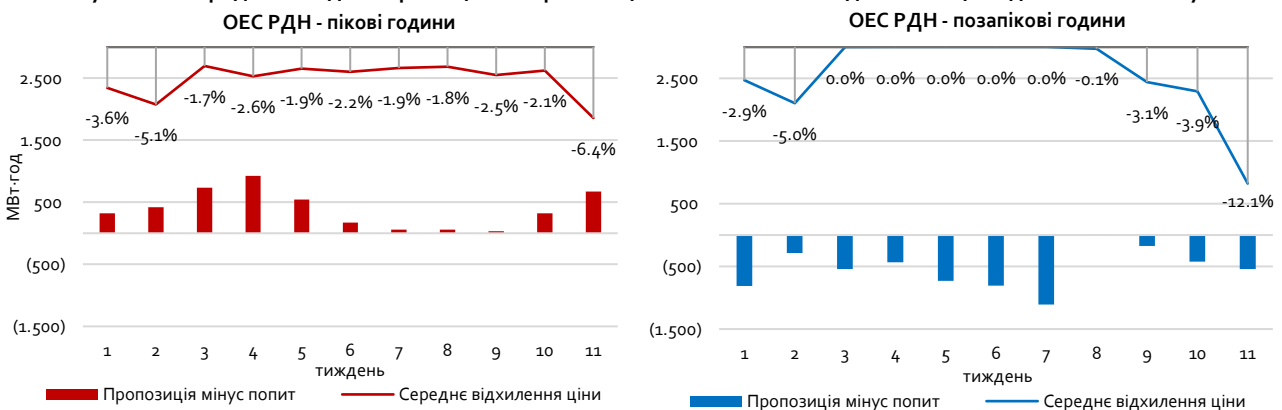 ОЕС РДН - пікові години
2.500
1.500
500
(500)
(1.500)
МВт·год
-3.6%
-5.1%
-1.7%
-2.6%
-1.9%
-2.2%
-1.9%
-1.8%
-2.5%
-2.1%
-6.4%
1 2 3 4 5 6 7 8 9 10 11
тиждень
Пропозиція мінус попит Середнє відхилення ціни
ОЕС РДН - позапікові години
2.500
1.500
500
(500)
(1.500)
-2.9%
-5.0%
0.0% 0.0% 0.0% 0.0% 0.0% -0.1%
-3.1%
-3.9%
-12.1%
1 2 3 4 5 6 7 8 9 10 11
тиждень
Пропозиція мінус попит Середнє відхилення ціни